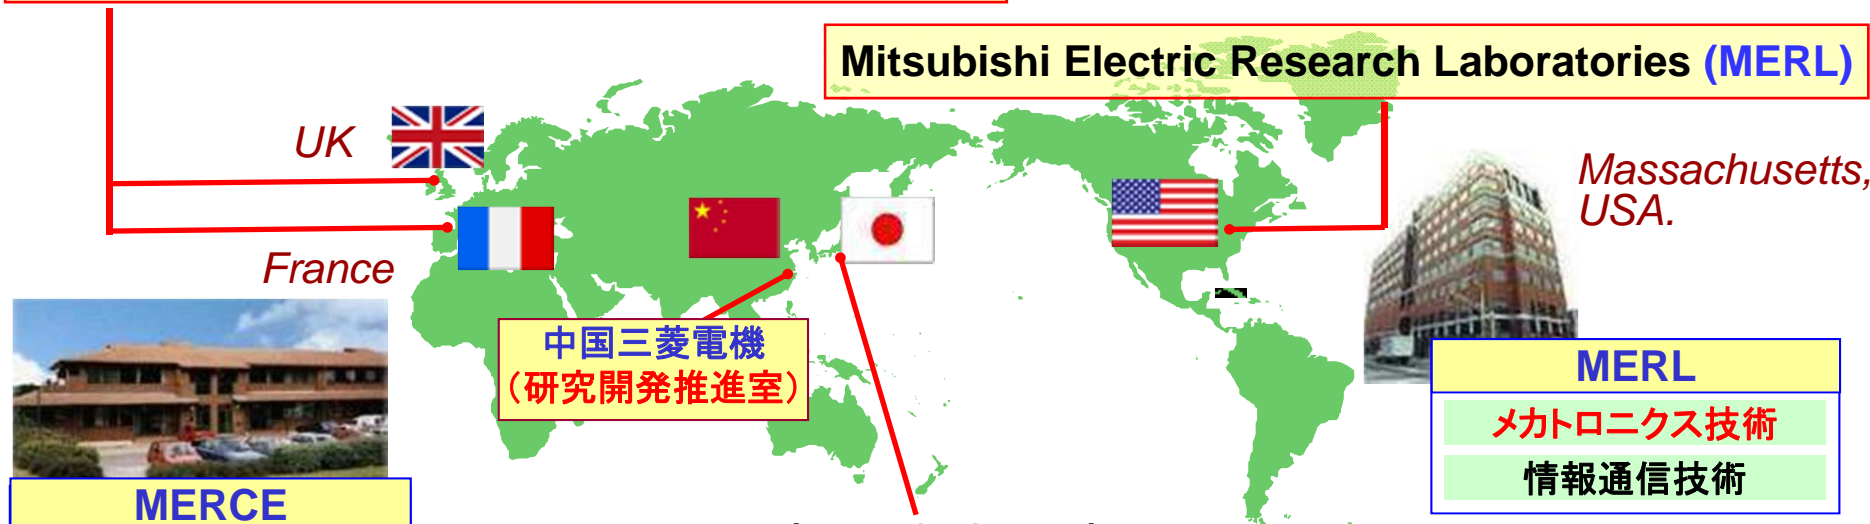 Mitsubishi Electric Research Laboratories (MERL)
UK
Massachusetts,
USA.
France
中国三菱電機
（研究開発推進室）
MERL
メカトロニクス技術
情報通信技術
MERCE